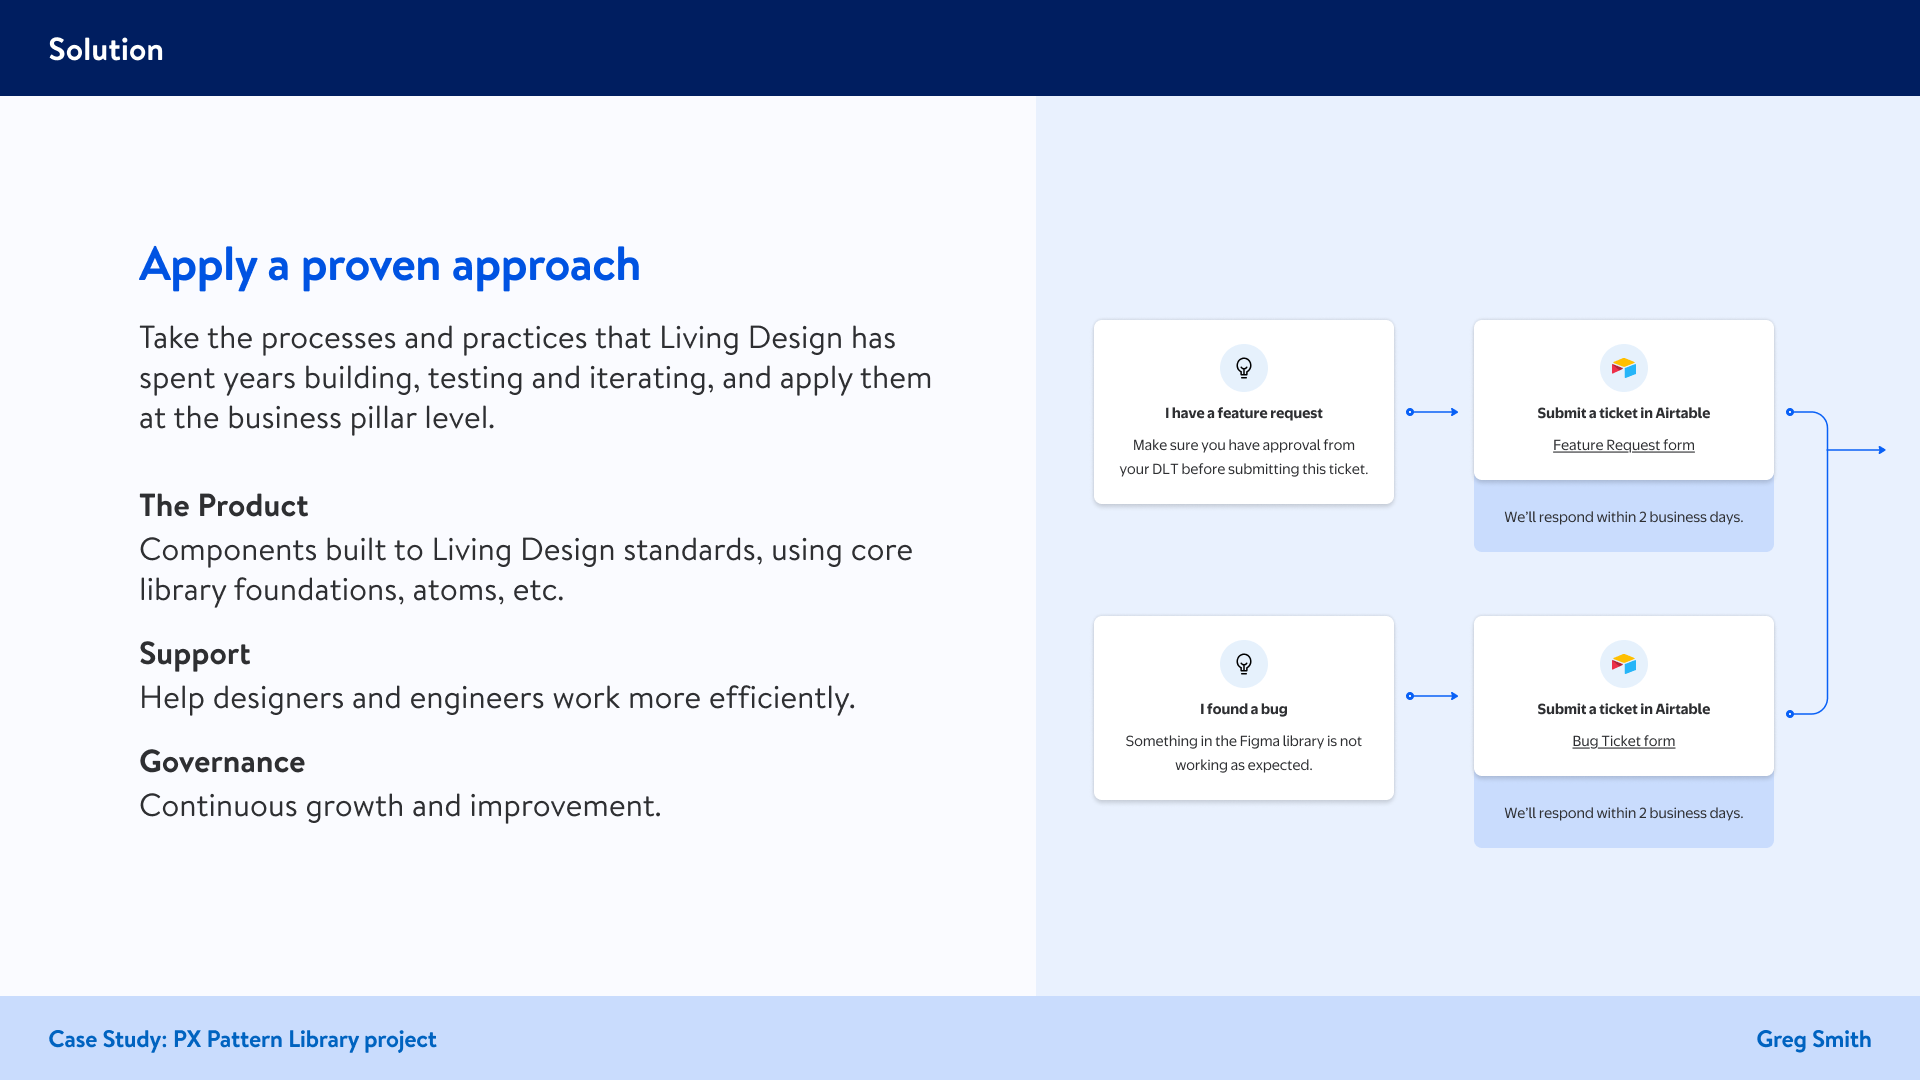 Solution
Apply a proven approach
Take the processes and practices that Living Design has
spent years building, testing and iterating, and apply them
at the business pillar level.
The Product
Components built to Living Design standards, using core
library foundations, atoms, etc.
Support
Help designers and engineers work more efficiently.
Governance
Continuous growth and improvement.
I have a feature request
Make sure you have approval from
your DLT before submitting this ticket.
Submit a ticket in Airtable
Feature Request form
We’ll respond within 2 business days.
I found a bug
Something in the Figma library is not
working as expected.
Submit a ticket in Airtable
Bug Ticket form
We’ll respond within 2 business days.
Case Study: PX Pattern Library project
Greg Smith